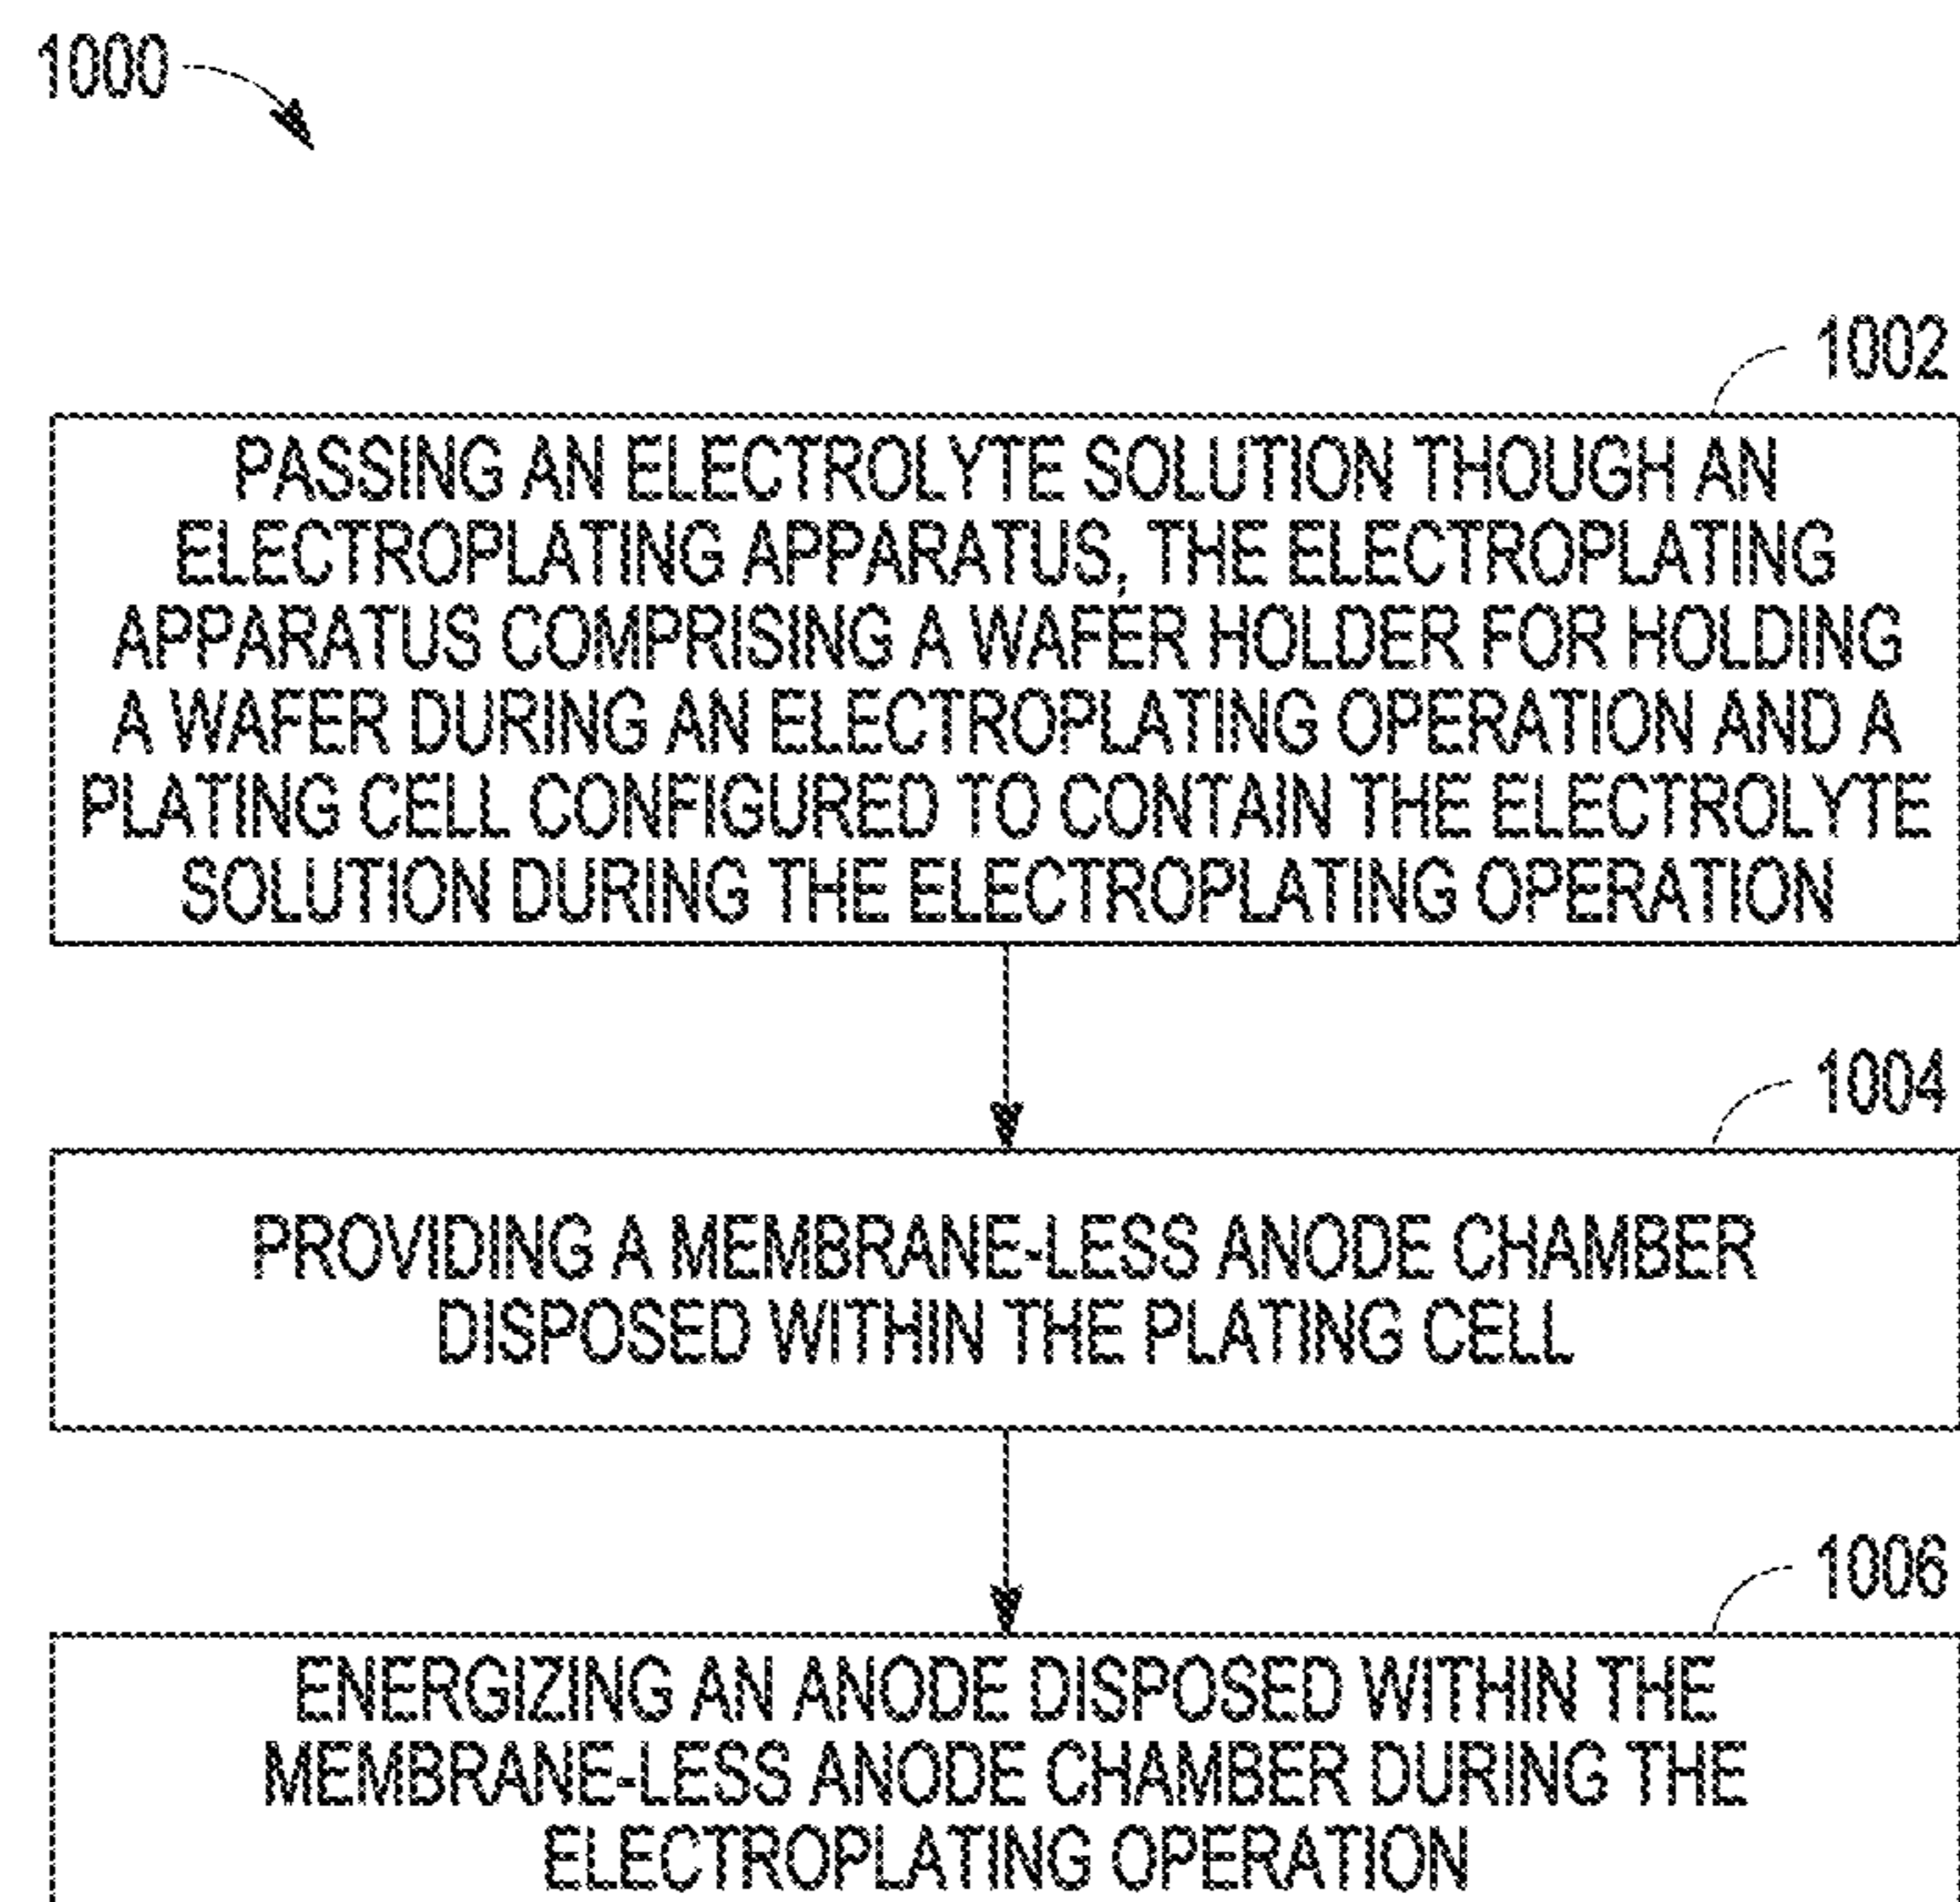 1000
1002
PASSING AN ELECTROLYTE SOLUTION THOUGH AN
ELECTROPLATING APPARATUS, THE ELECTROPLATING
APPARATUS COMPRISING A WAFER HOLDER FOR HOLDING
A WAFER DURING AN ELECTROPLATING OPERATION AND A
PLATING CELL CONFIGURED TO CONTAIN THE ELECTROLYTE
SOLUTION DURING THE ELECTROPLATING OPERATION
1004
PROVIDING A MEMBRANE-LESS ANODE CHAMBER
DISPOSED WITHIN THE PLATING CELL
1006
ENERGIZING AN ANODE DISPOSED WITHIN THE
MEMBRANE-LESS ANODE CHAMBER DURING THE
ELECTROPLATING OPERATION